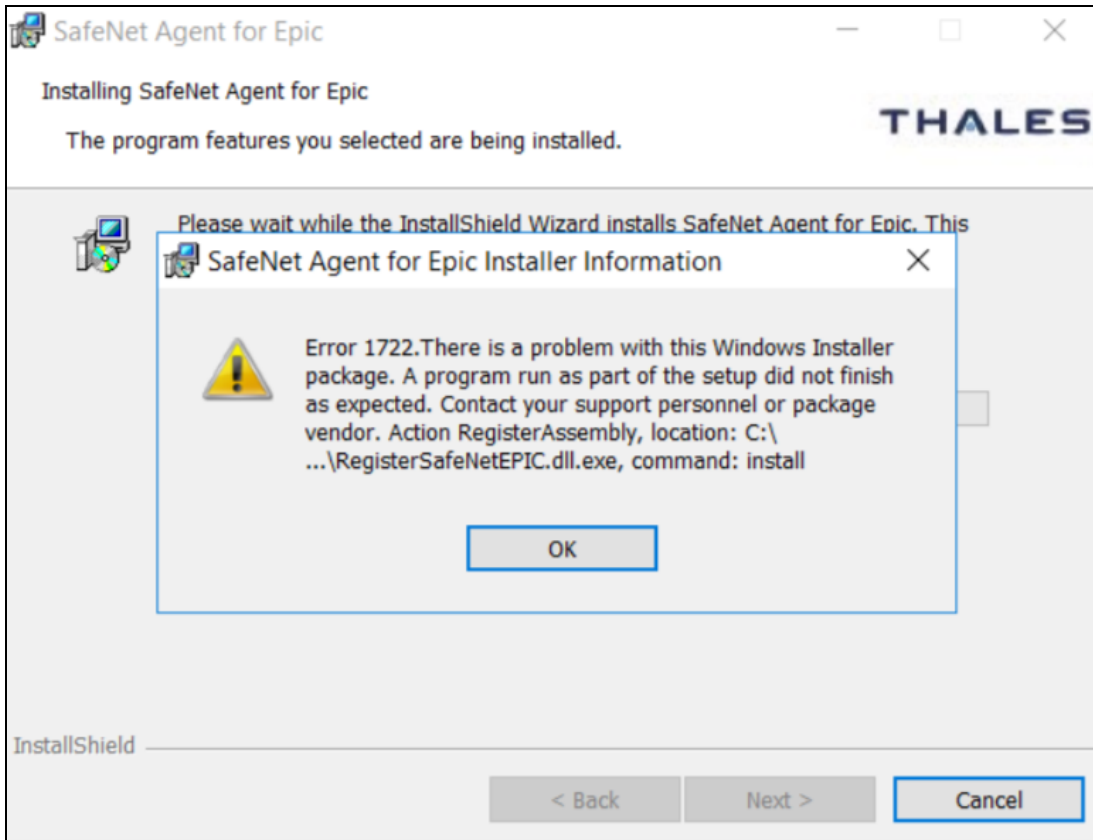 SafeNet Agent for Epic
Installing SafeNet Agent for Epic
The program features you selected are being installed.
THALES
Please wait while the InstallShield Wizard installs SafeNet Agent for Epic. This
SafeNet Agent for Epic Installer Information
Error 1722.There is a problem with this Windows Installer
package. A program run as part of the setup did not finish
as expected. Contact your support personnel or package
vendor. Action RegisterAssembly, location: C:\
...\RegisterSafeNetEPIC.dll.exe, command: install
OK
InstallShield
< Back
Next >
Cancel